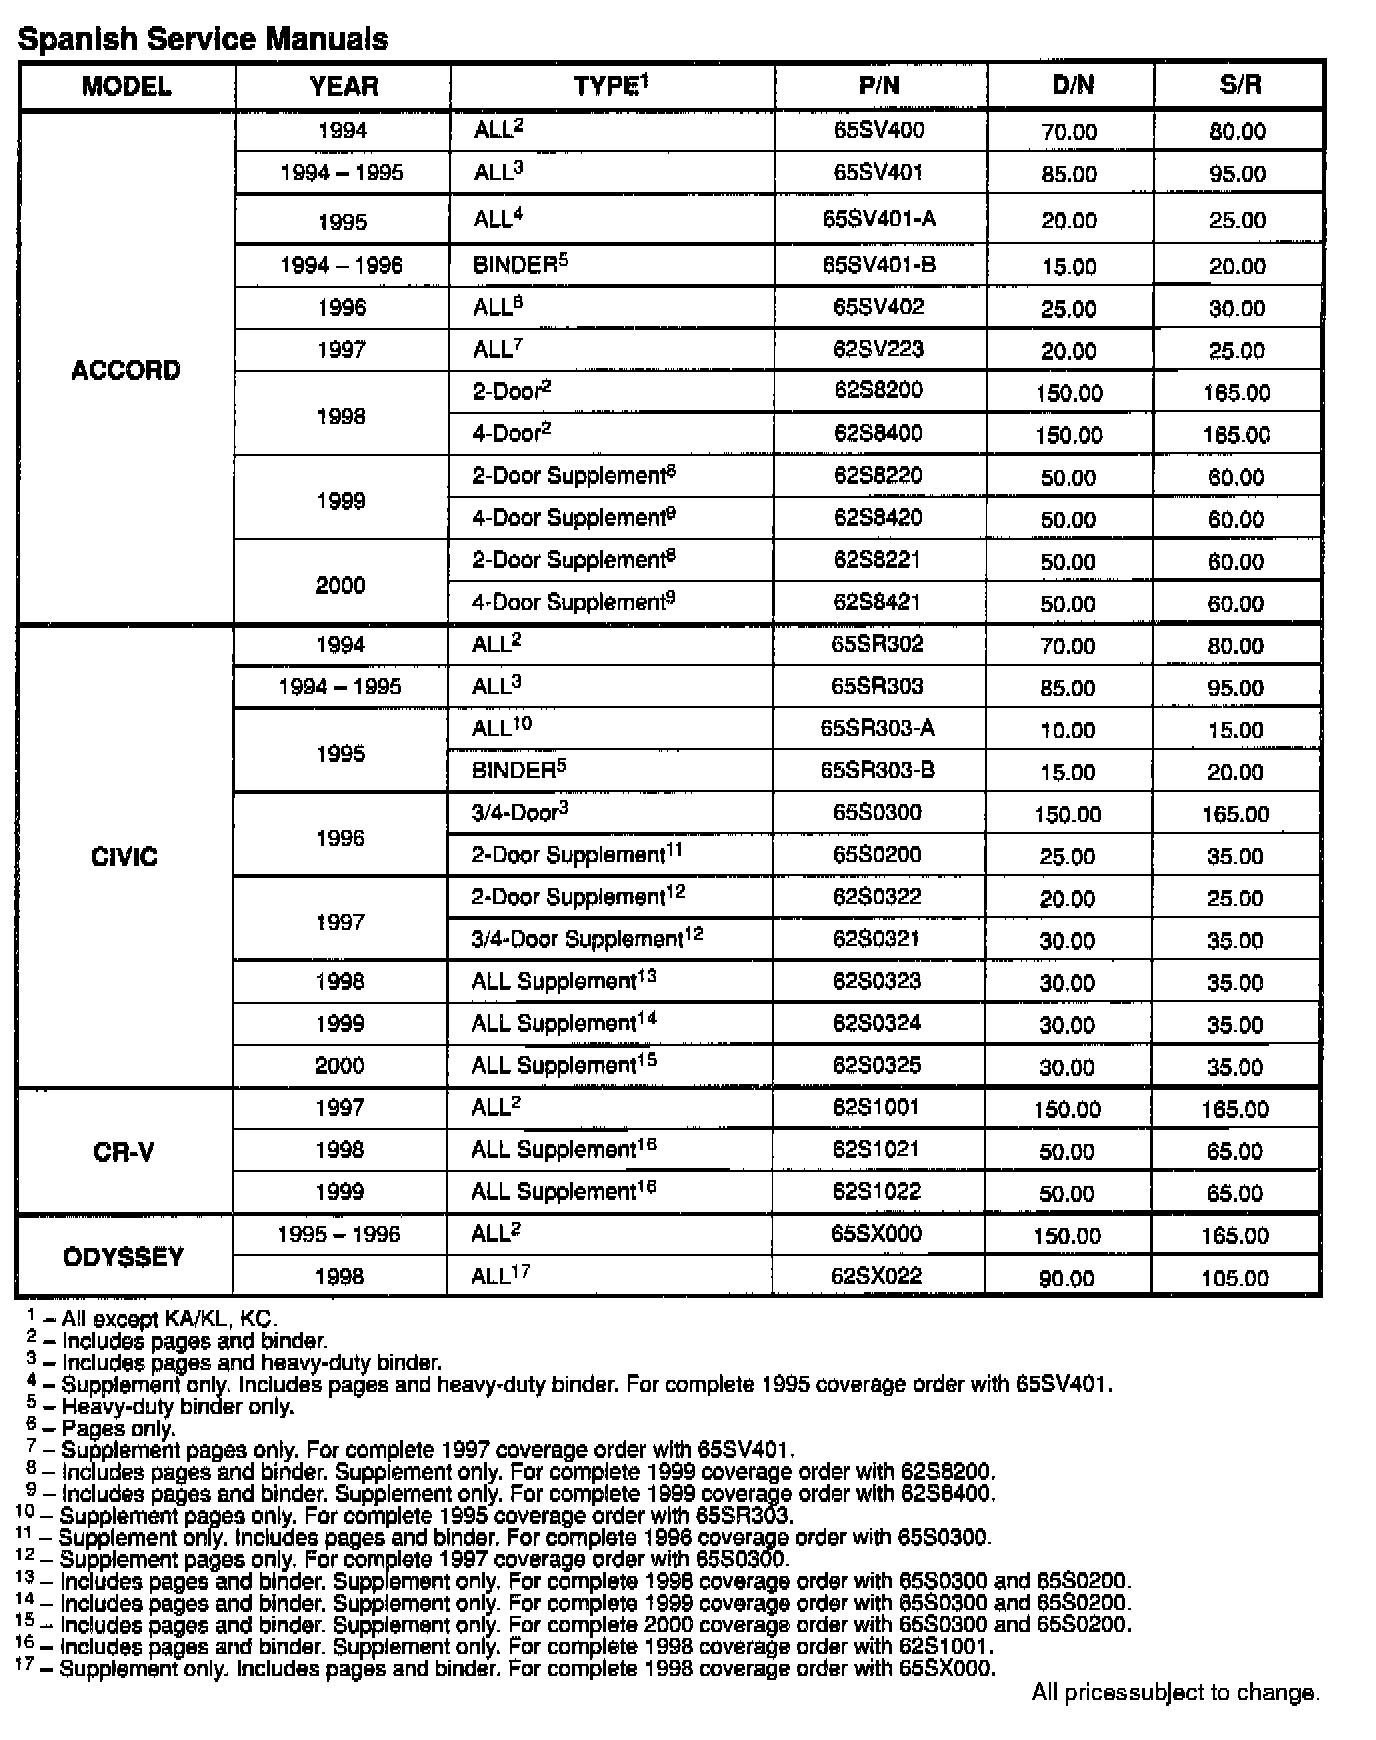 Spanish Service Manuals
MODEL YEAR TYPE¹ P/N D/N S/R
ACCORD
1994 ALL² 65SV400 70.00 80.00
1994 – 1995 ALL³ 65SV401 85.00 95.00
1995 ALL⁴ 65SV401-A 20.00 25.00
1994 – 1996 BINDER⁵ 65SV401-B 15.00 20.00
1996 ALL⁶ 65SV402 25.00 30.00
1997 ALL⁷ 62SV223 20.00 25.00
1998 2-Door² 62S8200 150.00 165.00
4-Door² 62S8400 150.00 165.00
1999 2-Door Supplement⁸ 62S8220 50.00 60.00
4-Door Supplement⁹ 62S8420 50.00 60.00
2000 2-Door Supplement⁸ 62S8221 50.00 60.00
4-Door Supplement⁹ 62S8421 50.00 60.00
CIVIC
1994 ALL² 65SR302 70.00 80.00
1994 – 1995 ALL³ 65SR303 85.00 95.00
1995 ALL¹⁰ 65SR303-A 10.00 15.00
BINDER⁵ 65SR303-B 15.00 20.00
1996 3/4-Door³ 65S0300 150.00 165.00
2-Door Supplement¹¹ 65S0200 25.00 35.00
1997 2-Door Supplement¹² 62S0322 20.00 25.00
3/4-Door Supplement¹² 62S0321 30.00 35.00
1998 ALL Supplement¹³ 62S0323 30.00 35.00
1999 ALL Supplement¹⁴ 62S0324 30.00 35.00
2000 ALL Supplement¹⁵ 62S0325 30.00 35.00
CR-V
1997 ALL² 62S1001 150.00 165.00
1998 ALL Supplement¹⁶ 62S1021 50.00 65.00
1999 ALL Supplement¹⁶ 62S1022 50.00 65.00
ODYSSEY
1995 – 1996 ALL² 65SX000 150.00 165.00
1998 ALL¹⁷ 62SX022 90.00 105.00
¹ – All except KA/KL, KC.
² – Includes pages and binder.
³ – Includes pages and heavy-duty binder.
⁴ – Supplement only. Includes pages and heavy-duty binder. For complete 1995 coverage order with 65SV401.
⁵ – Heavy-duty binder only.
⁶ – Pages only.
⁷ – Supplement pages only. For complete 1997 coverage order with 65SV401.
⁸ – Includes pages and binder. Supplement only. For complete 1999 coverage order with 62S8200.
⁹ – Includes pages and binder. Supplement only. For complete 1999 coverage order with 62S8400.
¹⁰ – Supplement pages only. For complete 1995 coverage order with 65SR303.
¹¹ – Supplement only. Includes pages and binder. For complete 1996 coverage order with 65S0300.
¹² – Supplement pages only. For complete 1997 coverage order with 65S0300.
¹³ – Includes pages and binder. Supplement only. For complete 1998 coverage order with 65S0300 and 65S0200.
¹⁴ – Includes pages and binder. Supplement only. For complete 1999 coverage order with 65S0300 and 65S0200.
¹⁵ – Includes pages and binder. Supplement only. For complete 2000 coverage order with 65S0300 and 65S0200.
¹⁶ – Includes pages and binder. Supplement only. For complete 1998 coverage order with 62S1001.
¹⁷ – Supplement only. Includes pages and binder. For complete 1998 coverage order with 65SX000.
All prices subject to change.